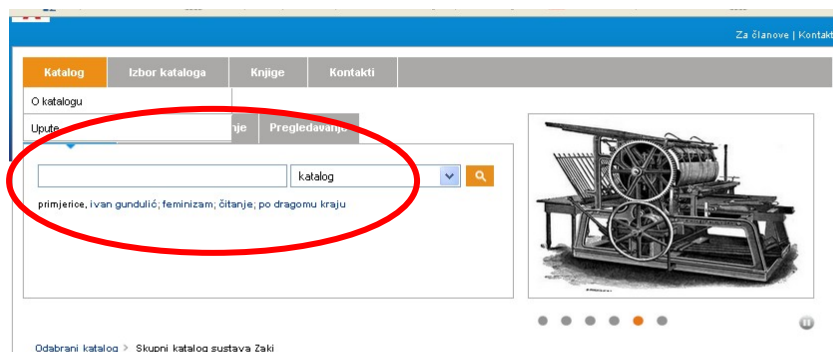 Za članove | Kontakt
Katalog Izbor kataloga Knjige Kontakti
O katalogu
Upute Pregledavanje
katalog
primjerice, ivan gundulić; feminizam; čitanje; po dragomu kraju
Odabrani katalog > Skupni katalog sustava Zaki